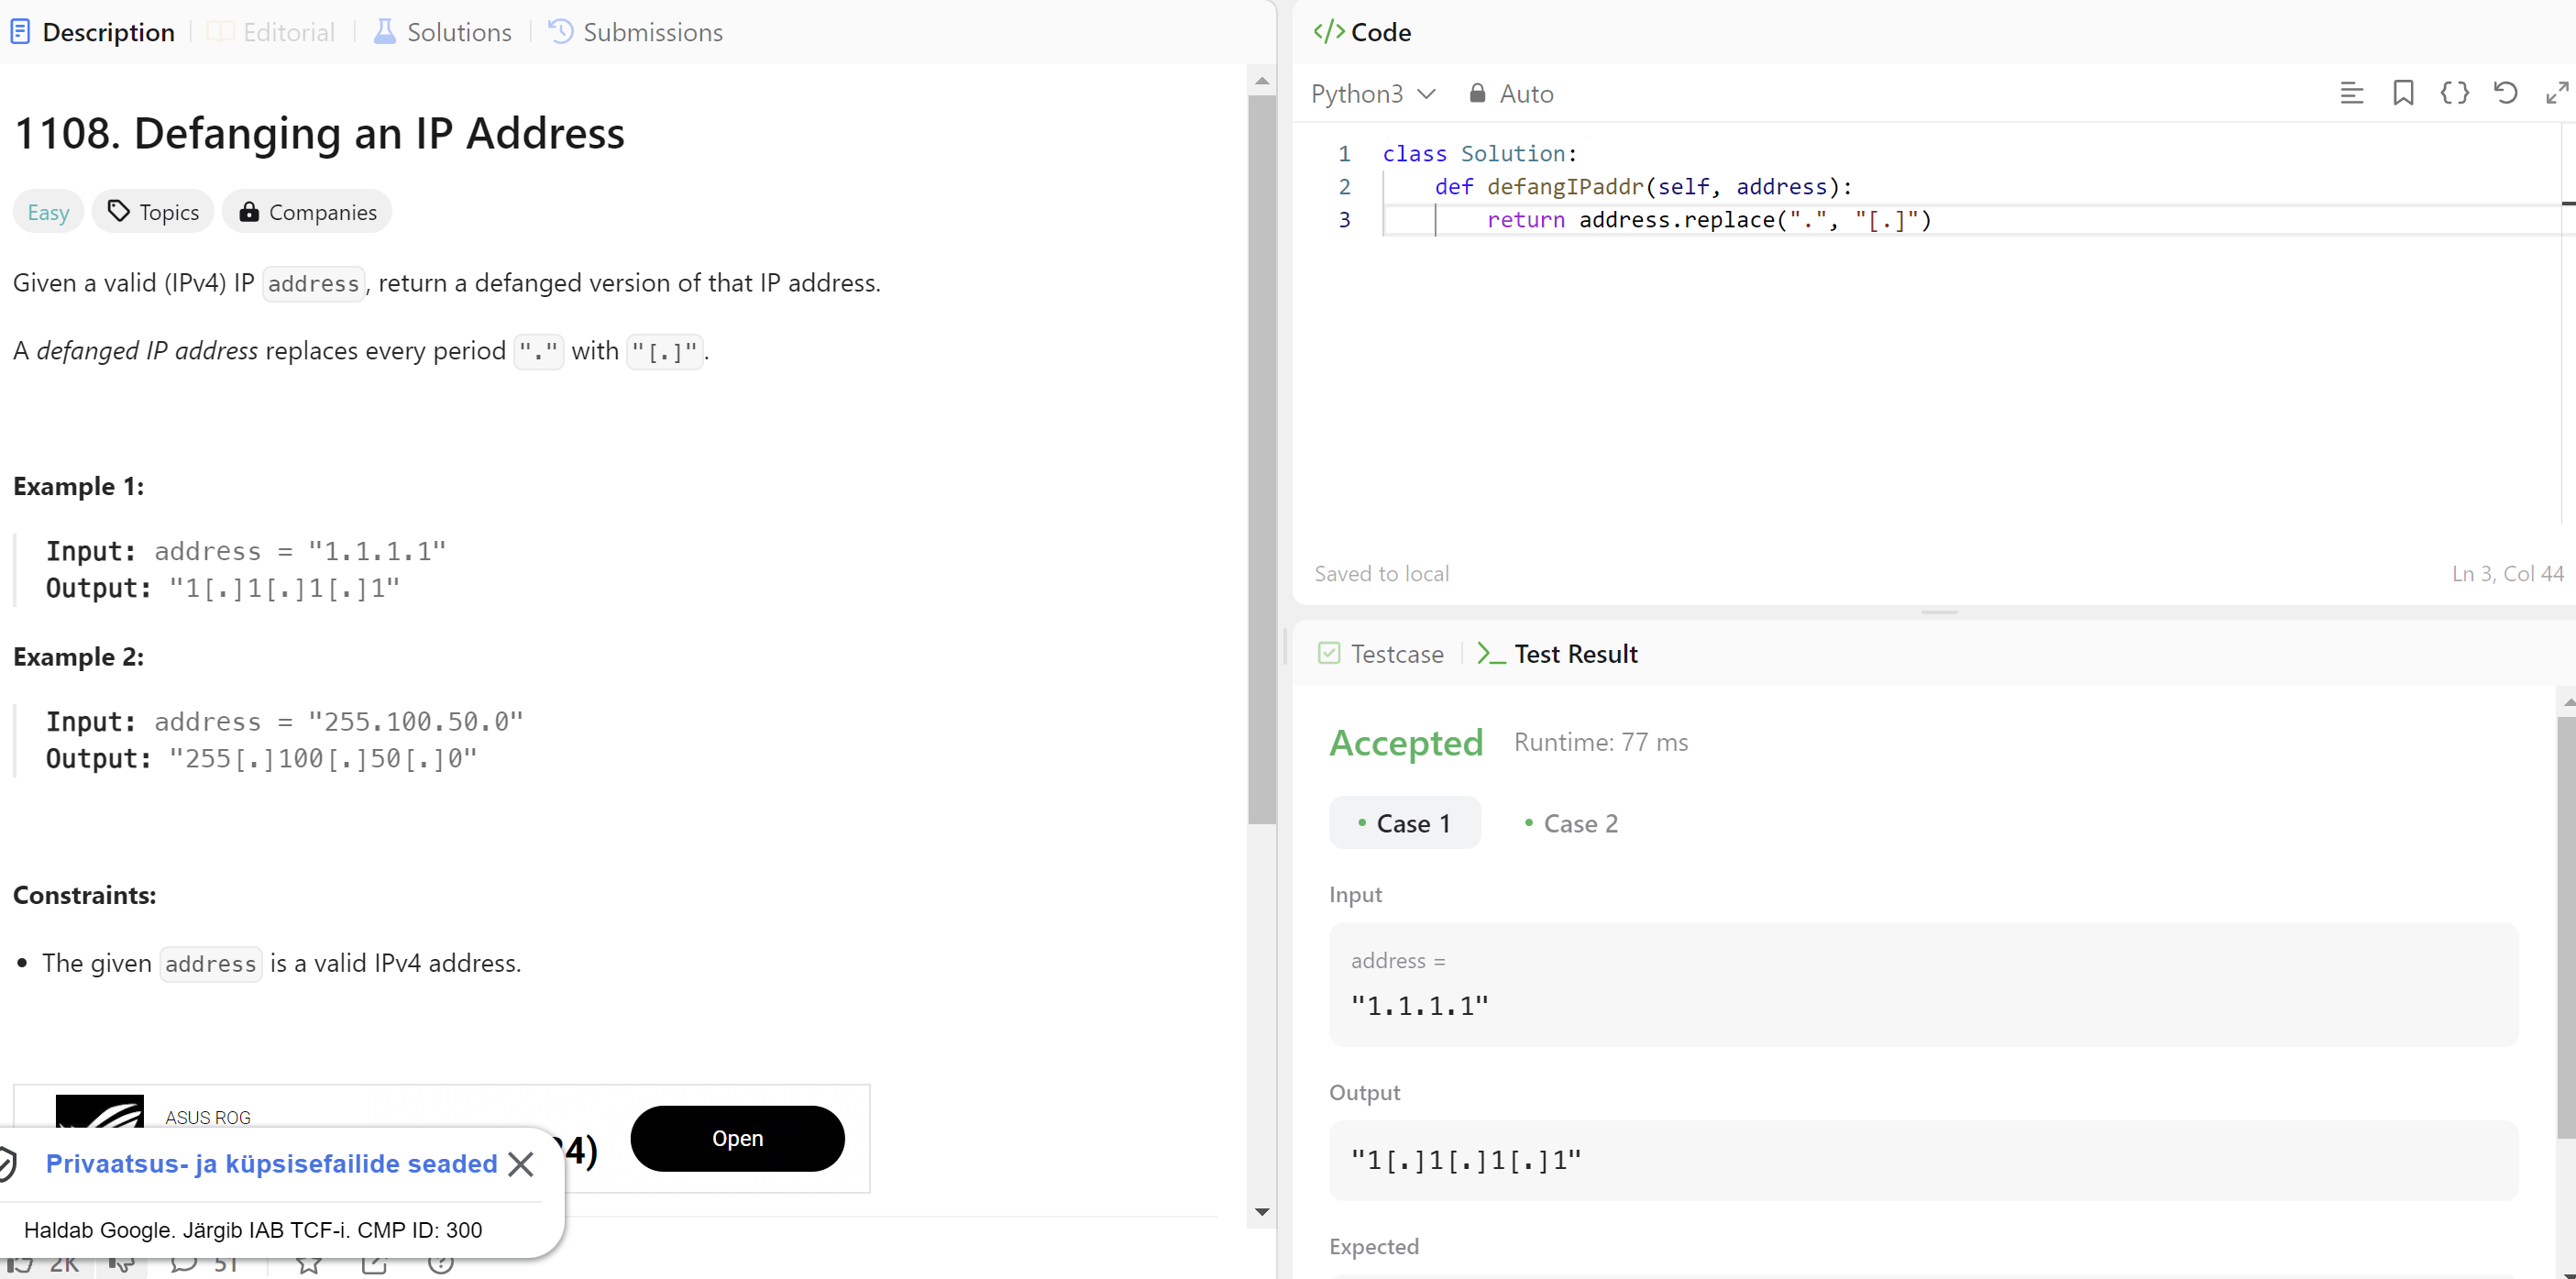 Description
Editorial
Solutions
Submissions
1108. Defanging an IP Address
Easy
Topics
Companies
Given a valid (IPv4) IP address, return a defanged version of that IP address.
A defanged IP address replaces every period "." with "[.]".
Example 1:
Input: address = "1.1.1.1"
Output: "1[.]1[.]1[.]1"
Example 2:
Input: address = "255.100.50.0"
Output: "255[.]100[.]50[.]0"
Constraints:
The given address is a valid IPv4 address.
ASUS ROG
4)
Open
Privaatsus- ja küpsisefailide seaded
Haldab Google. Järgib IAB TCF-i. CMP ID: 300
2K
51
</> Code
Python3
Auto
1 class Solution:
2 def defangIPaddr(self, address):
3 return address.replace(".", "[.]")
Saved to local
Ln 3, Col 44
Testcase
Test Result
Accepted
Runtime: 77 ms
Case 1
Case 2
Input
address =
"1.1.1.1"
Output
"1[.]1[.]1[.]1"
Expected